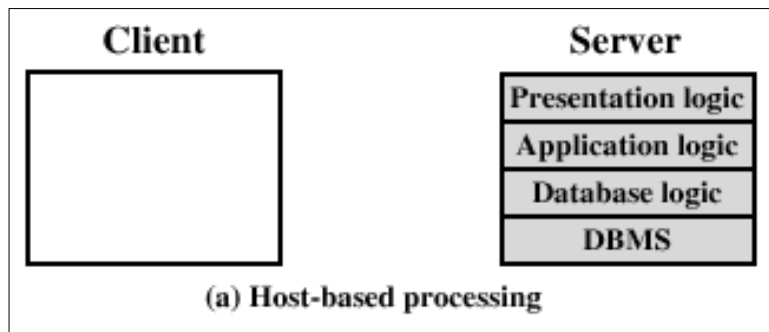 Client
Server
Presentation logic
Application logic
Database logic
DBMS
(a) Host-based processing